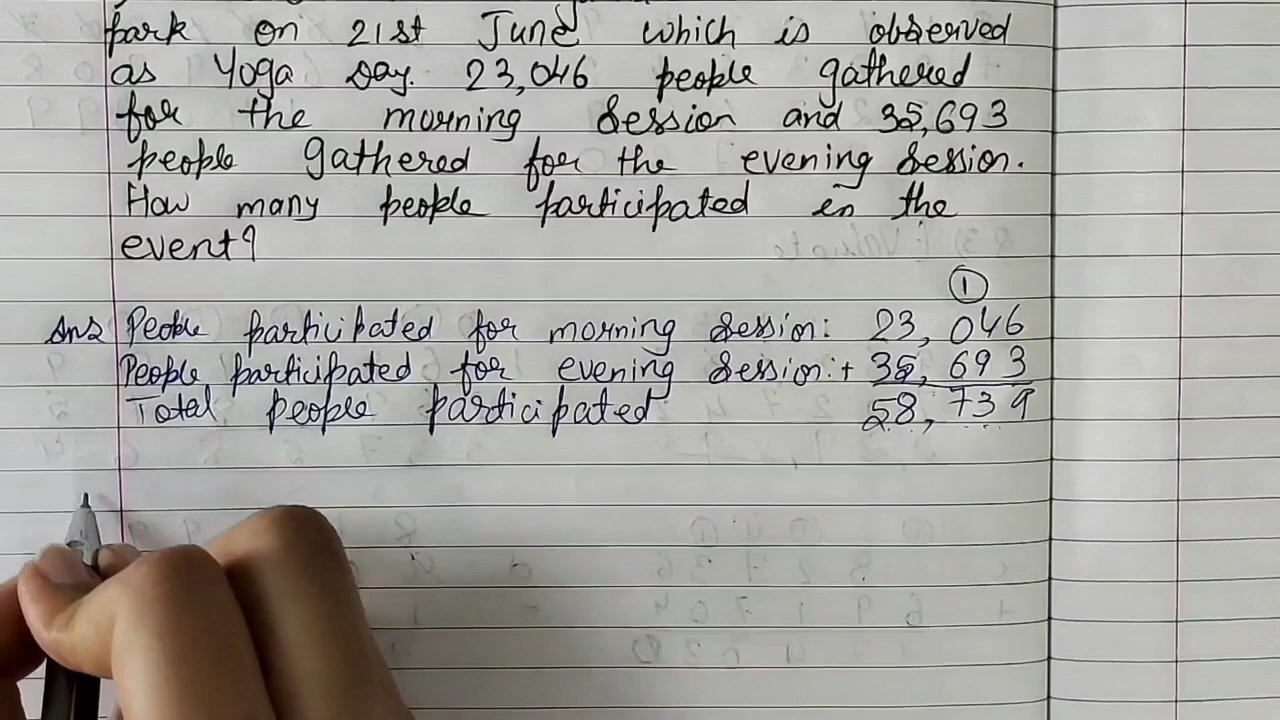 park on 21st June which is observed
as Yoga Day. 23,046 people gathered
for the morning session and 35,693
people gathered for the evening session.
How many people participated in the
event?
1
Ans People participated for morning session: 23,046
People participated for evening session: + 35,693
Total people participated 58,739